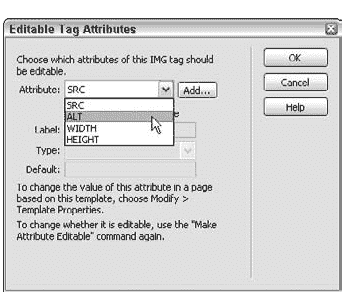 Editable Tag Attributes
Choose which attributes of this IMG tag should
be editable.
OK
Cancel
Help
Attribute: SRC Add...
SRC
ALT
WIDTH
HEIGHT
Label:
Type:
Default:
To change the value of this attribute in a page
based on this template, choose Modify >
Template Properties.
To change whether it is editable, use the "Make
Attribute Editable" command again.